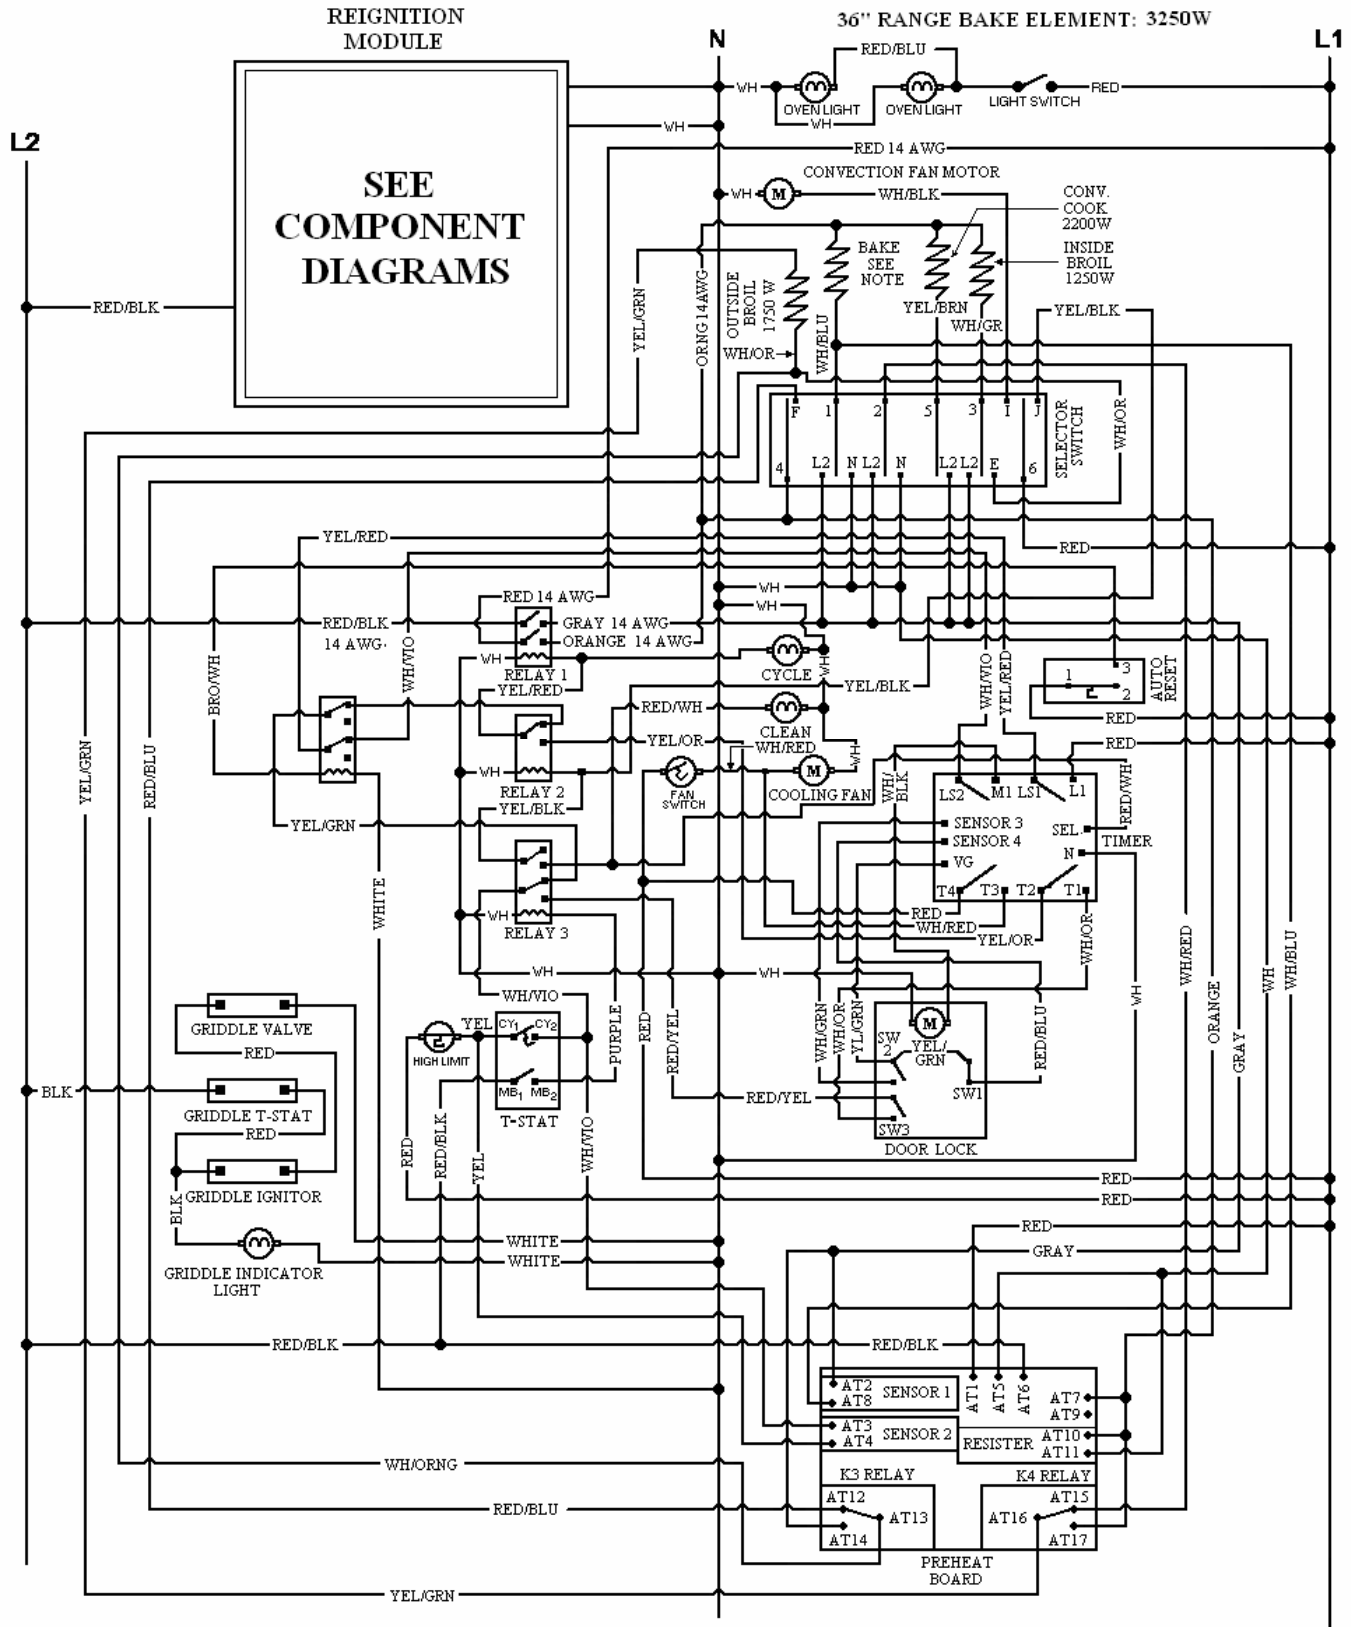 REIGNITION
MODULE
36" RANGE BAKE ELEMENT: 3250W
N
L1
L2
RED/BLU
WH
OVEN LIGHT
OVEN LIGHT
LIGHT SWITCH
RED
WH
WH
RED 14 AWG
SEE
COMPONENT
DIAGRAMS
CONVECTION FAN MOTOR
WH
M
WH/BLK
CONV.
COOK
2200W
INSIDE
BROIL
1250W
BAKE
SEE
NOTE
OUTSIDE
BROIL
1750 W
ORNG 14AWG
YEL/GRN
RED/BLK
YEL/BRN
WH/GR
WH/BLU
WH/OR
YEL/BLK
F
1
2
5
3
I
J
4
L2
N
L2
N
L2
L2
E
6
SELECTOR
SWITCH
WH/OR
YEL/RED
RED
WH
WH
RED 14 AWG
RED/BLK
14 AWG.
GRAY 14 AWG
ORANGE 14 AWG
WH
RELAY 1
YEL/RED
CYCLE
WH
WH/VIO
BRO/WH
YEL/BLK
WH/VIO
YEL/RED
1
3
2
AUTO
RESET
RED
RED/WH
CLEAN
YEL/OR
WH/RED
WH
RED
WH
RELAY 2
YEL/BLK
FAN
SWITCH
M
COOLING FAN
WH/
BLK
LS2
M1
LS1
L1
RED/WH
YEL/GRN
RED/BLU
YEL/GRN
SENSOR 3
SENSOR 4
VG
SEL.
TIMER
N
T4
T3
T2
T1
WHITE
WH
RELAY 3
RED
WH/RED
YEL/OR
WH/OR
WH
WH
WH/VIO
WH/RED
ORANGE
WH
WH/BLU
WH
GRAY
GRIDDLE VALVE
RED
YEL
CY1
CY2
HIGH LIMIT
MB1
MB2
T-STAT
PURPLE
RED
RED/YEL
WH/GRN
WH/OR
YL/GRN
M
SW
2
YEL/
GRN
SW1
RED/BLU
BLK
GRIDDLE T-STAT
RED
RED/YEL
SW3
DOOR LOCK
RED
RED/BLK
YEL
WH/VIO
GRIDDLE IGNITOR
BLK
RED
RED
RED
WHITE
WHITE
GRAY
GRIDDLE INDICATOR
LIGHT
RED/BLK
RED/BLK
AT2
AT8
SENSOR 1
AT1
AT5
AT6
AT7
AT9
AT3
AT4
SENSOR 2
RESISTER
AT10
AT11
WH/ORNG
K3 RELAY
K4 RELAY
AT12
AT13
AT14
AT15
AT16
AT17
RED/BLU
PREHEAT
BOARD
YEL/GRN